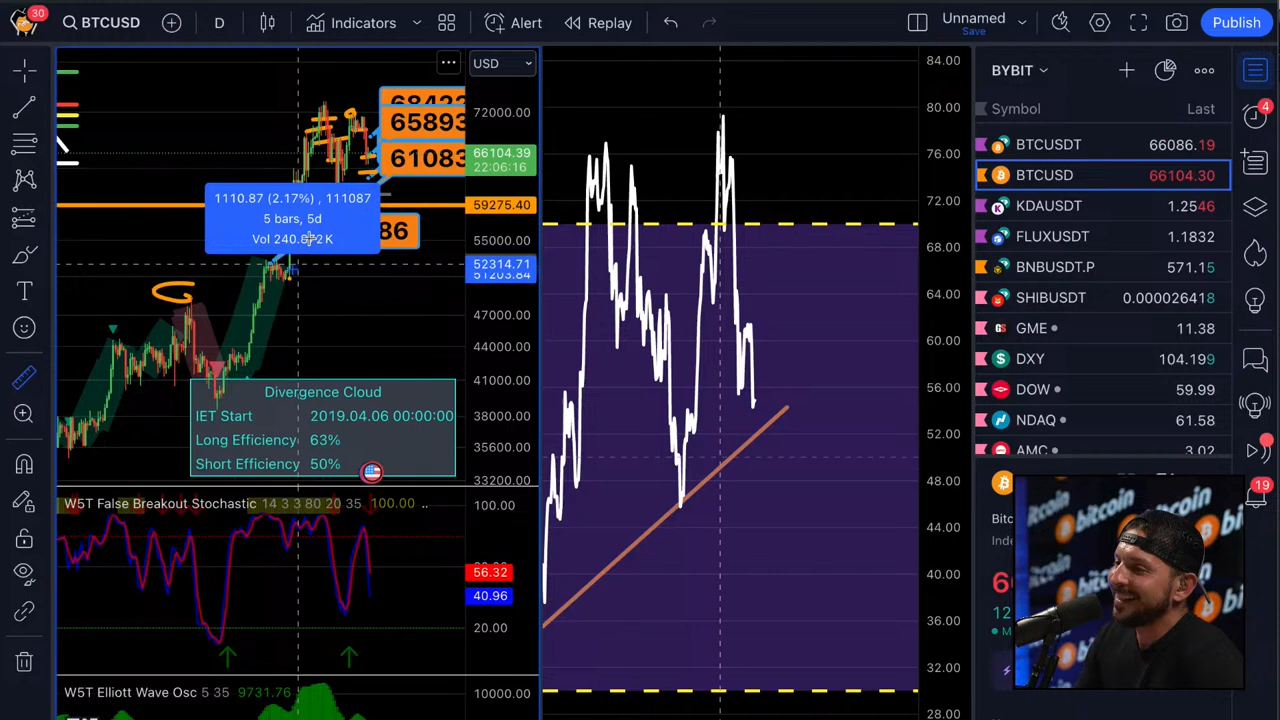 30
BTCUSD
D
Indicators
Alert
Replay
Unnamed
Save
Publish
USD
72000.00
66104.39
22:06:16
59275.40
55000.00
52314.71
51203.84
47000.00
44000.00
41000.00
38000.00
35600.00
33200.00
65893
61083
86
1110.87 (2.17%) , 111087
5 bars, 5d
Divergence Cloud
IET Start 2019.04.06 00:00:00
Long Efficiency 63%
Short Efficiency 50%
W5T False Breakout Stochastic 14 3 3 80 20 35 100.00 ..
100.00
56.32
40.96
20.00
W5T Elliott Wave Osc 5 35 9731.76
10000.00
84.00
80.00
76.00
72.00
68.00
64.00
60.00
56.00
52.00
48.00
44.00
40.00
36.00
32.00
28.00
BYBIT
Symbol Last
BTCUSDT 66086.19
BTCUSD 66104.30
KDAUSDT 1.2546
FLUXUSDT 1.1832
BNBUSDT.P 571.15
SHIBUSDT 0.000026418
GME 11.38
DXY 104.199
DOW 59.99
NDAQ 61.58
AMC 3.02
4
19
bitcoin